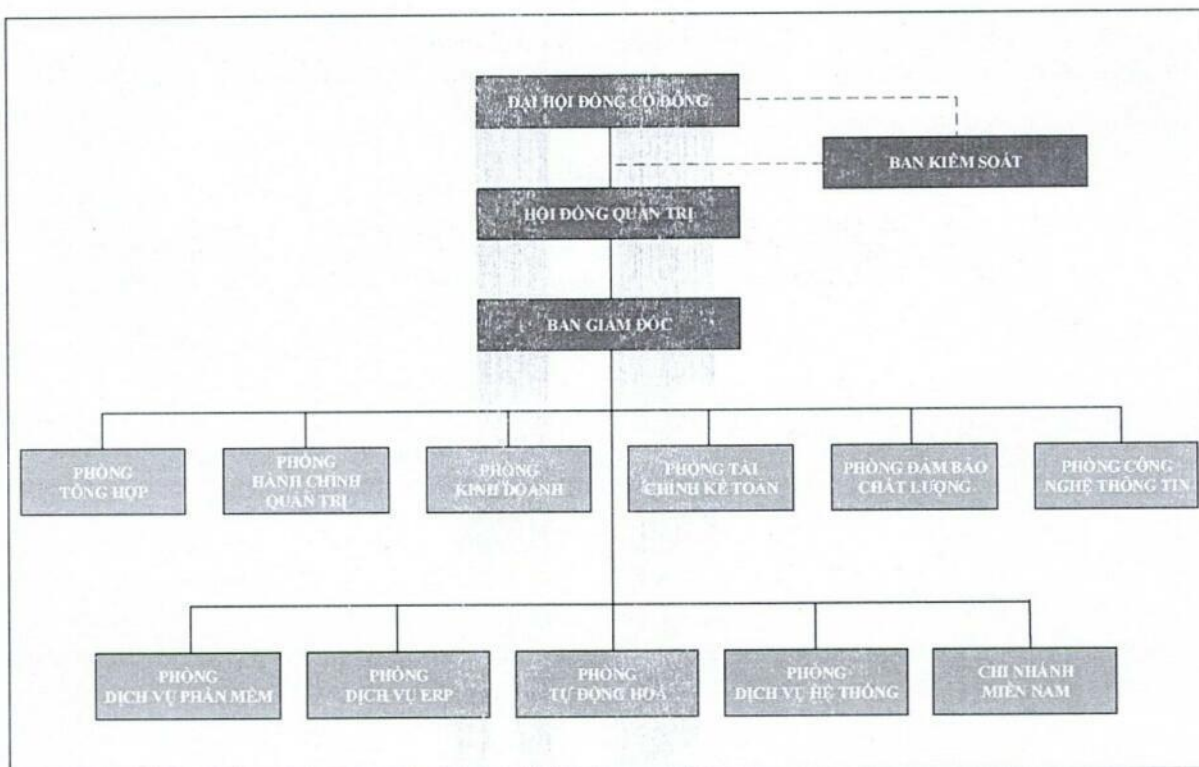 ĐẠI HỘI ĐỒNG CỔ ĐÔNG
BAN KIỂM SOÁT
HỘI ĐỒNG QUẢN TRỊ
BAN GIÁM ĐỐC
PHÒNG
TỔNG HỢP
PHÒNG
HÀNH CHÍNH
QUẢN TRỊ
PHÒNG
KINH DOANH
PHÒNG TÀI
CHÍNH KẾ TOÁN
PHÒNG ĐẢM BẢO
CHẤT LƯỢNG
PHÒNG CÔNG
NGHỆ THÔNG TIN
PHÒNG
DỊCH VỤ PHẦN MỀM
PHÒNG
DỊCH VỤ ERP
PHÒNG
TỰ ĐỘNG HOÁ
PHÒNG
DỊCH VỤ HỆ THỐNG
CHI NHÁNH
MIỀN NAM